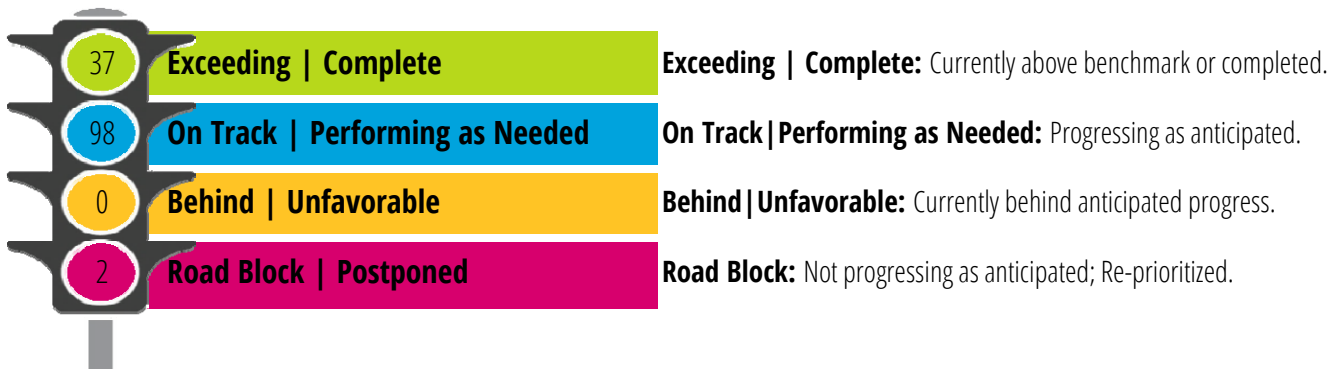 37 Exceeding | Complete Exceeding | Complete: Currently above benchmark or completed.
98 On Track | Performing as Needed On Track|Performing as Needed: Progressing as anticipated.
0 Behind | Unfavorable Behind|Unfavorable: Currently behind anticipated progress.
2 Road Block | Postponed Road Block: Not progressing as anticipated; Re-prioritized.